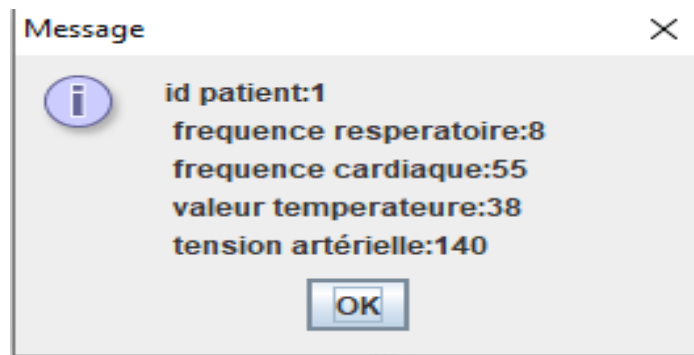 Message
id patient:1
frequence resperatoire:8
frequence cardiaque:55
valeur temperateure:38
tension artérielle:140
OK